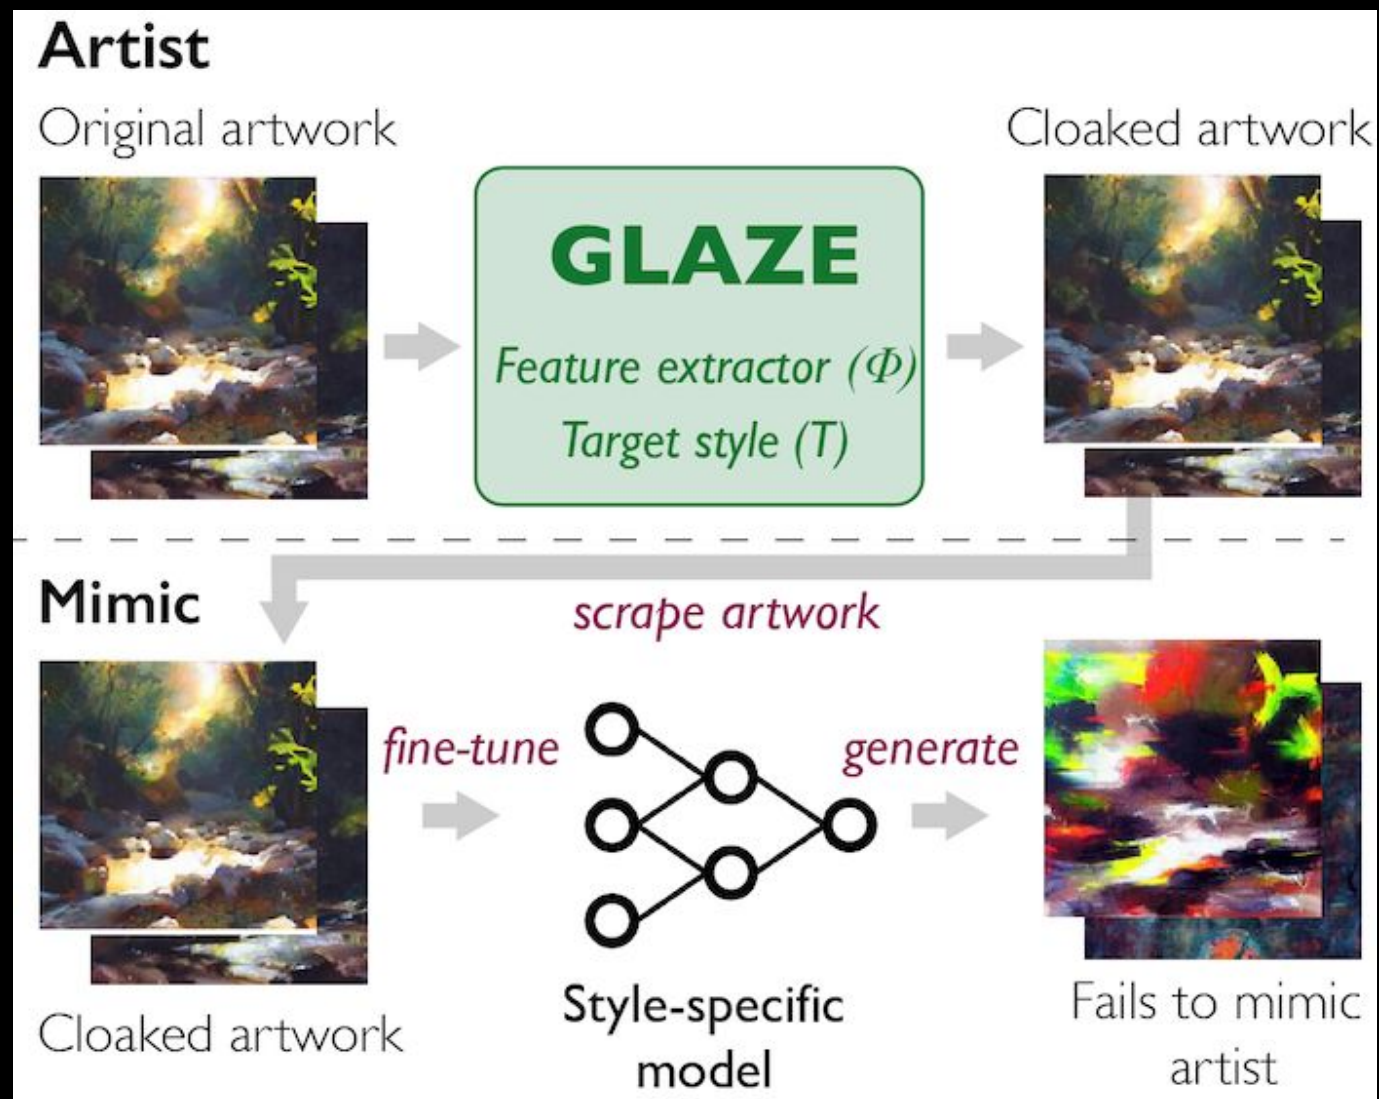 Artist
Original artwork
Cloaked artwork
GLAZE
Feature extractor (Φ)
Target style (T)
Mimic
scrape artwork
fine-tune
generate
Cloaked artwork
Style-specific
model
Fails to mimic
artist